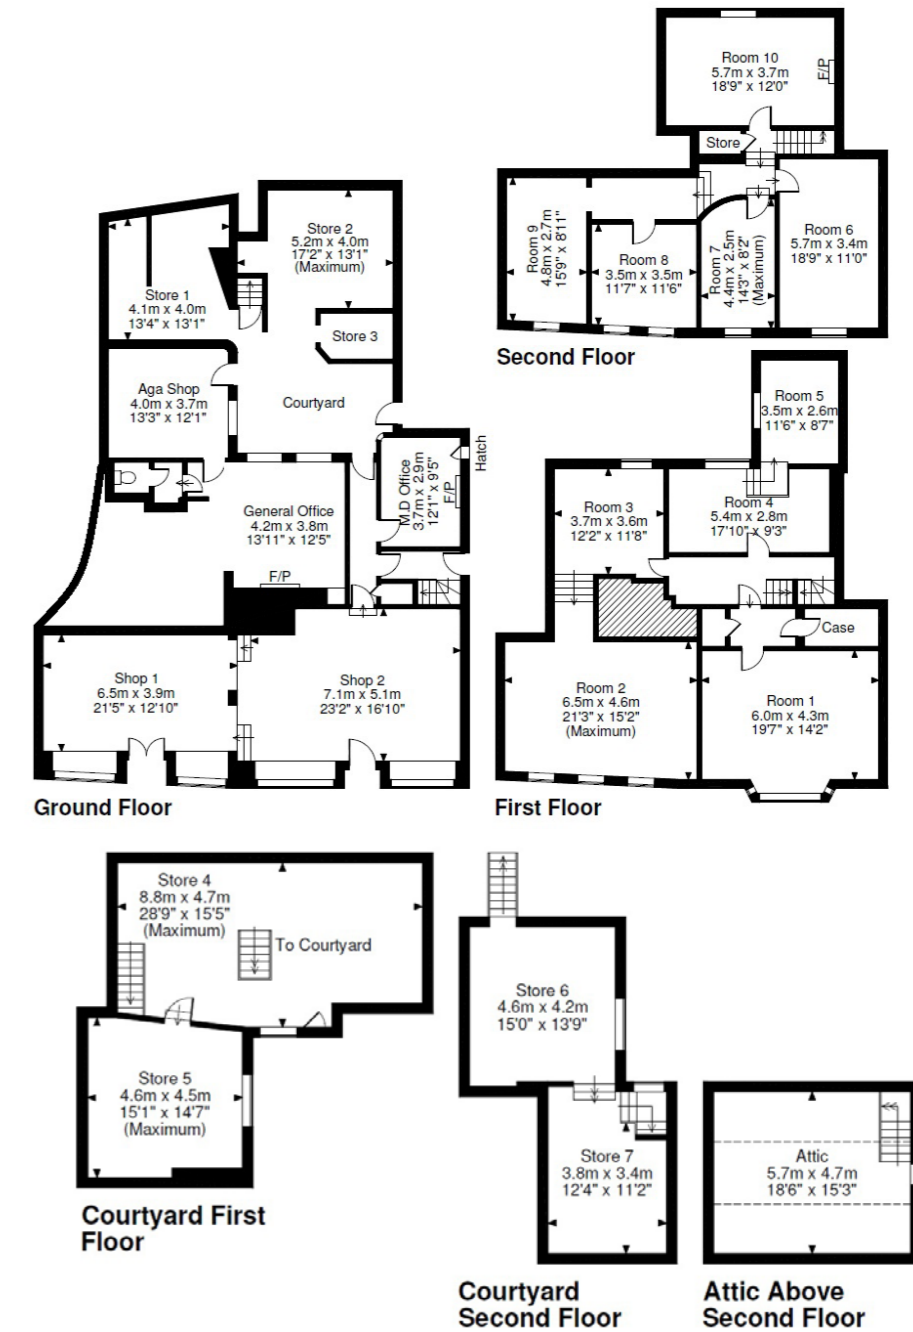 Room 10
5.7m x 3.7m
18'9" x 12'0"
F/P
Store
Room 9
4.8m x 2.7m
15'9" x 8'11"
Room 8
3.5m x 3.5m
11'7" x 11'6"
Room 7
4.4m x 2.5m
14'3" x 8'2"
(Maximum)
Room 6
5.7m x 3.4m
18'9" x 11'0"
Second Floor
Store 2
5.2m x 4.0m
17'2" x 13'1"
(Maximum)
Store 1
4.1m x 4.0m
13'4" x 13'1"
Store 3
Aga Shop
4.0m x 3.7m
13'3" x 12'1"
Courtyard
Hatch
M.D Office
3.7m x 2.9m
12'1" x 9'5"
F/P
General Office
4.2m x 3.8m
13'11" x 12'5"
F/P
Shop 1
6.5m x 3.9m
21'5" x 12'10"
Shop 2
7.1m x 5.1m
23'2" x 16'10"
Ground Floor
Room 5
3.5m x 2.6m
11'6" x 8'7"
Room 3
3.7m x 3.6m
12'2" x 11'8"
Room 4
5.4m x 2.8m
17'10" x 9'3"
Case
Room 2
6.5m x 4.6m
21'3" x 15'2"
(Maximum)
Room 1
6.0m x 4.3m
19'7" x 14'2"
First Floor
Store 4
8.8m x 4.7m
28'9" x 15'5"
(Maximum)
To Courtyard
Store 5
4.6m x 4.5m
15'1" x 14'7"
(Maximum)
Courtyard First
Floor
Store 6
4.6m x 4.2m
15'0" x 13'9"
Store 7
3.8m x 3.4m
12'4" x 11'2"
Courtyard
Second Floor
Attic
5.7m x 4.7m
18'6" x 15'3"
Attic Above
Second Floor